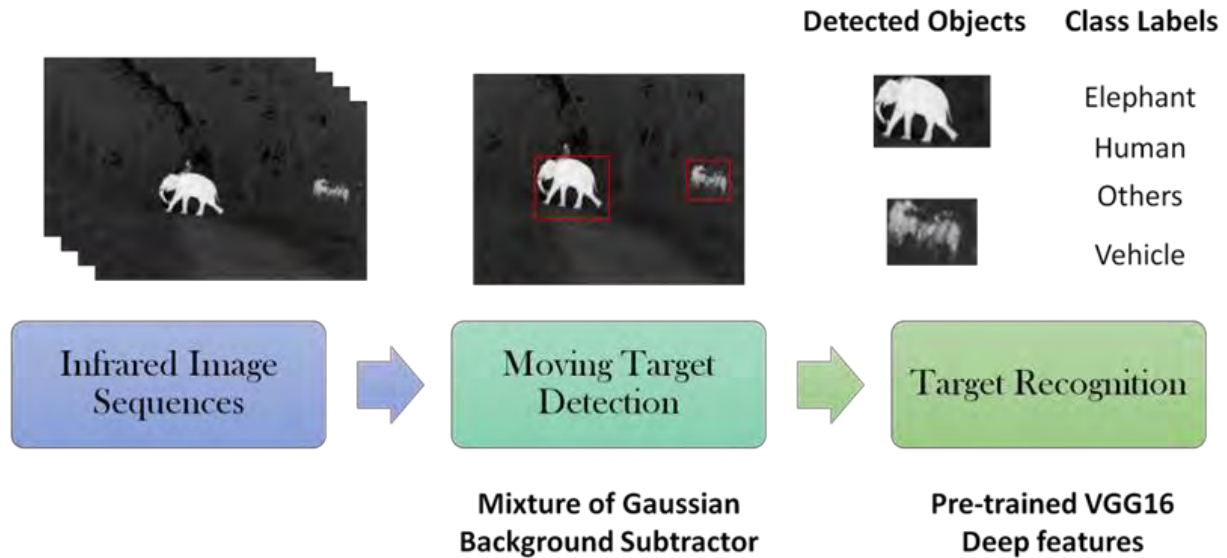 Detected Objects
Class Labels
Elephant
Human
Others
Vehicle
Infrared Image
Sequences
Moving Target
Detection
Target Recognition
Mixture of Gaussian
Background Subtractor
Pre-trained VGG16
Deep features